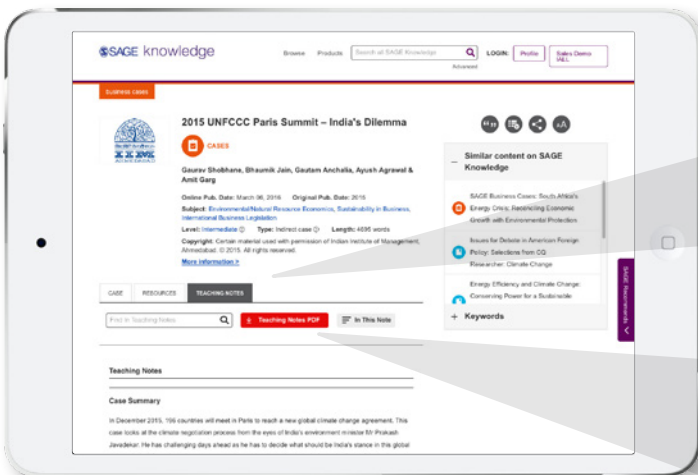 SAGE knowledge
Browse Products Search all SAGE Knowledge LOGIN: Profile Sales Demo
Advanced
Business cases
2015 UNFCCC Paris Summit – India's Dilemma
CASES
Gaurav Shobhane, Bhaumik Jain, Gautam Anchalia, Ayush Agrawal &
Amit Garg
Online Pub. Date: March 06, 2016 Original Pub. Date: 2015
Subject: Environmental/Natural Resource Economics, Sustainability in Business,
International Business Legislation
Level: Intermediate Type: Indirect case Length: 4695 words
Copyright: Certain material used with permission of Indian Institute of Management,
Ahmedabad. © 2015. All rights reserved.
More information >
AA
Similar content on SAGE
Knowledge
SAGE Business Cases: South Africa's
Energy Crisis: Reconciling Economic
Growth with Environmental Protection
Issues for Debate in American Foreign
Policy: Selections from CQ
Researcher: Climate Change
Energy Efficiency and Climate Change:
Conserving Power for a Sustainable
Keywords
SAGE Recommends
CASE RESOURCES TEACHING NOTES
Find in Teaching Notes Teaching Notes PDF In This Note
Teaching Notes
Case Summary
In December 2015, 196 countries will meet in Paris to reach a new global climate change agreement. This
case looks at the climate negotiation process from the eyes of India's environment minister Mr Prakash
Javadekar. He has challenging days ahead as he has to decide what should be India's stance in this global